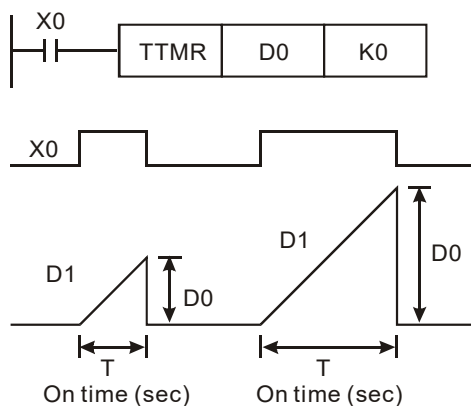 X0
TTMR D0 K0
X0
D1 D0 D1 D0
T T
On time (sec) On time (sec)